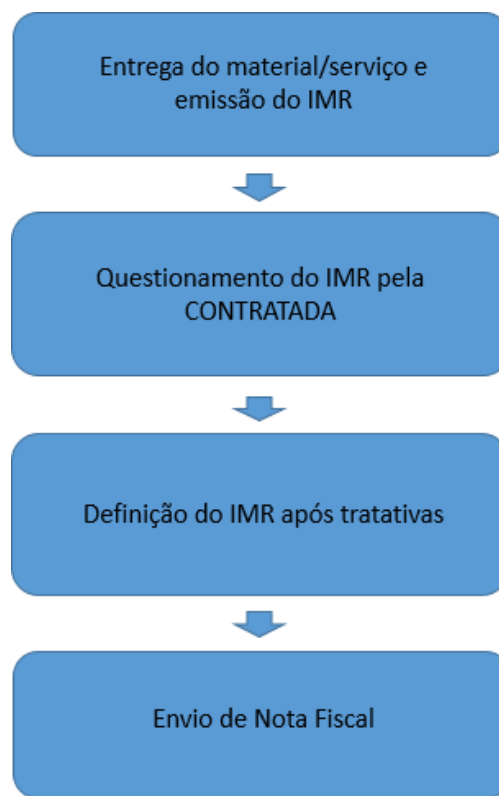 Entrega do material/serviço e
emissão do IMR
Questionamento do IMR pela
CONTRATADA
Definição do IMR após tratativas
Envio de Nota Fiscal